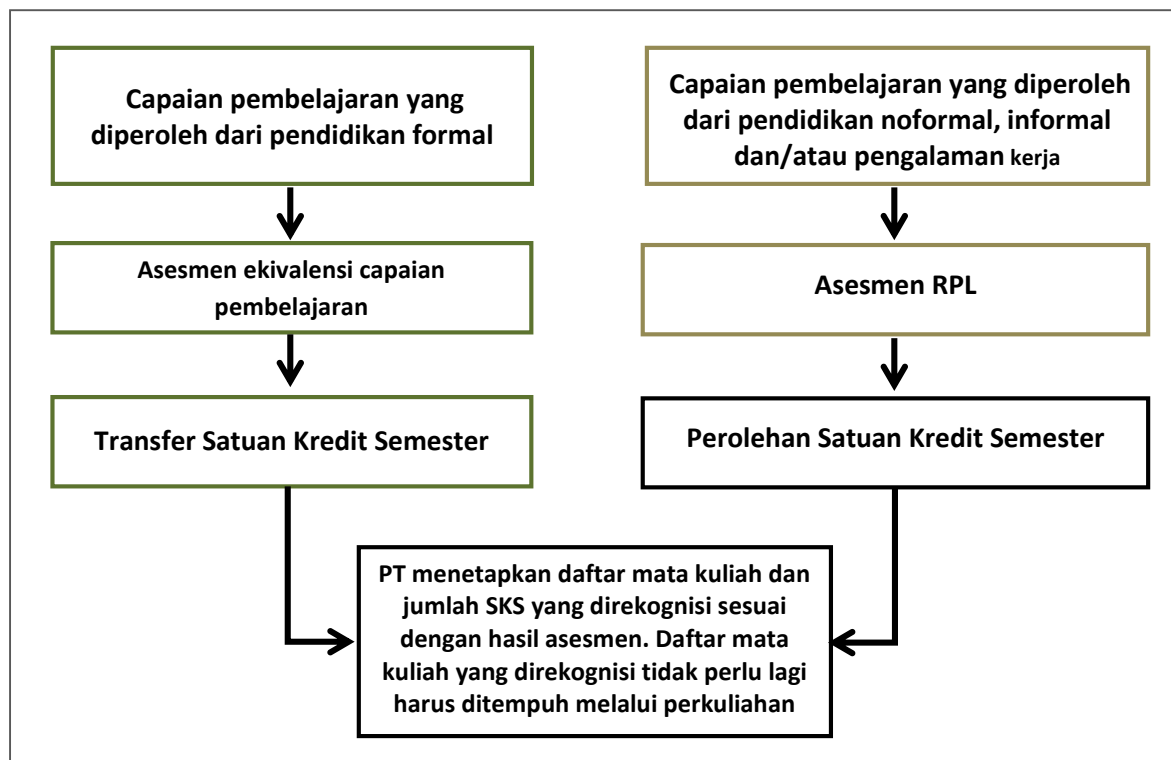 Capaian pembelajaran yang
diperoleh dari pendidikan formal
Capaian pembelajaran yang diperoleh
dari pendidikan noformal, informal
dan/atau pengalaman kerja
Asesmen ekivalensi capaian
pembelajaran
Asesmen RPL
Transfer Satuan Kredit Semester
Perolehan Satuan Kredit Semester
PT menetapkan daftar mata kuliah dan
jumlah SKS yang direkognisi sesuai
dengan hasil asesmen. Daftar mata
kuliah yang direkognisi tidak perlu lagi
harus ditempuh melalui perkuliahan